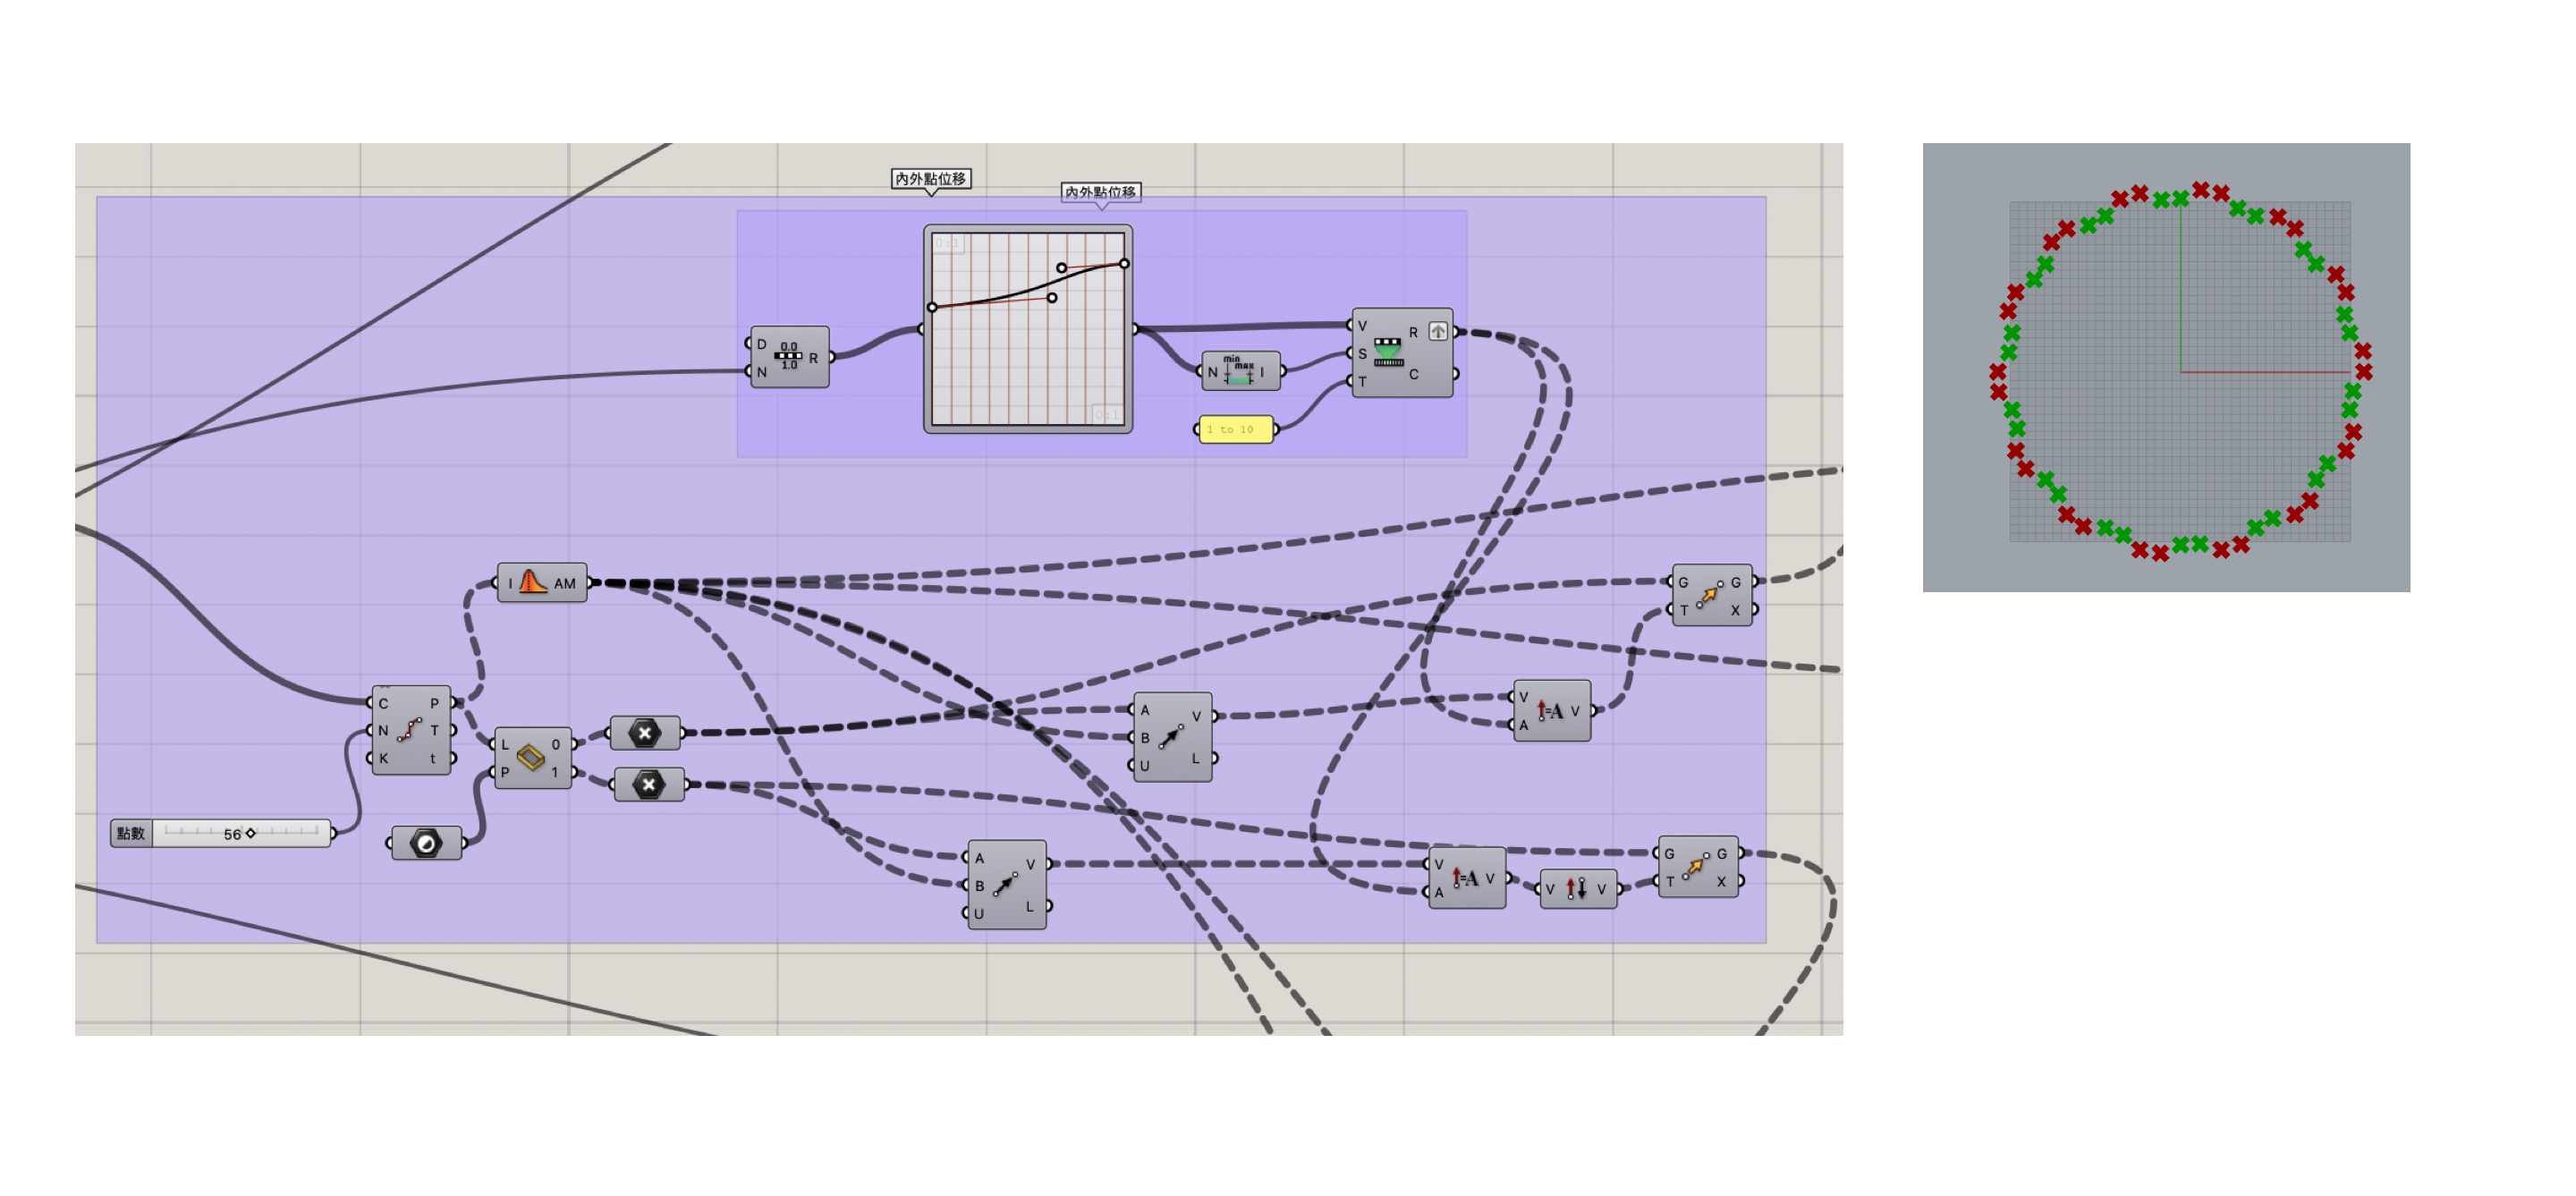 內外點位移
內外點位移
0:1
0:1
D
N
0.0
1.0
R
N
min
max
I
V
S
T
R
C
1 to 10
I
AM
G
T
G
X
C
N
K
P
T
t
L
P
0
1
A
B
U
V
L
V
A
=A
V
點數
56
A
B
U
V
L
V
A
=A
V
V
V
G
T
G
X